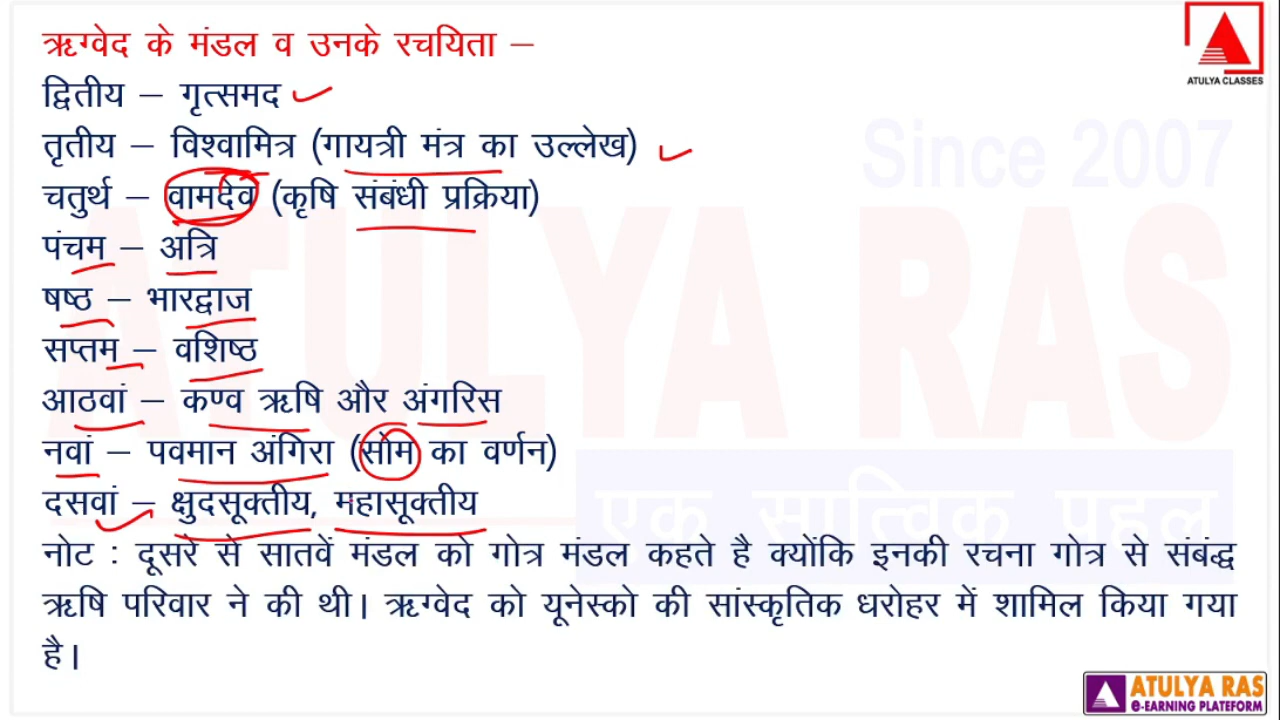 ऋग्वेद के मंडल व उनके रचयिता –
ATULYA CLASSES
द्वितीय – गृत्समद
तृतीय – विश्वामित्र (गायत्री मंत्र का उल्लेख)
Since 2007
चतुर्थ – वामदेव (कृषि संबंधी प्रक्रिया)
पंचम – अत्रि
षष्ठ – भारद्वाज
सप्तम – वशिष्ठ
ATULYA RAS
आठवां – कण्व ऋषि और अंगरिस
नवां – पवमान अंगिरा (सोम का वर्णन)
दसवां – क्षुदसूक्तीय, महासूक्तीय
एक सात्विक पहल
नोट : दूसरे से सातवें मंडल को गोत्र मंडल कहते है क्योंकि इनकी रचना गोत्र से संबंद्ध
ऋषि परिवार ने की थी। ऋग्वेद को यूनेस्को की सांस्कृतिक धरोहर में शामिल किया गया
है।
ATULYA RAS
e-EARNING PLATEFORM